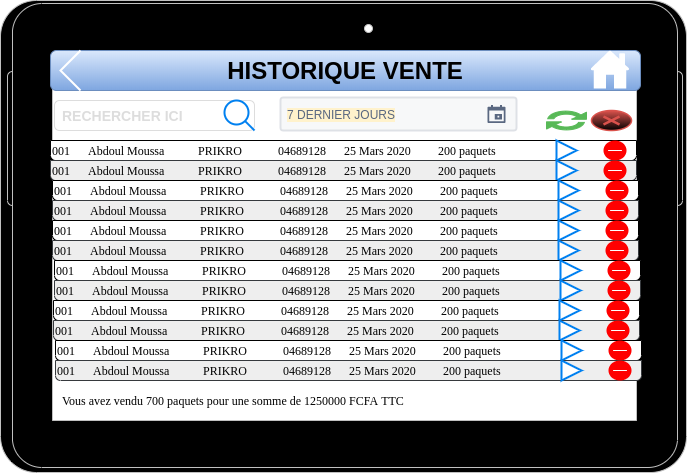 HISTORIQUE VENTE
RECHERCHER ICI 7 DERNIER JOURS
001 Abdoul Moussa PRIKRO 04689128 25 Mars 2020 200 paquets
001 Abdoul Moussa PRIKRO 04689128 25 Mars 2020 200 paquets
001 Abdoul Moussa PRIKRO 04689128 25 Mars 2020 200 paquets
001 Abdoul Moussa PRIKRO 04689128 25 Mars 2020 200 paquets
001 Abdoul Moussa PRIKRO 04689128 25 Mars 2020 200 paquets
001 Abdoul Moussa PRIKRO 04689128 25 Mars 2020 200 paquets
001 Abdoul Moussa PRIKRO 04689128 25 Mars 2020 200 paquets
001 Abdoul Moussa PRIKRO 04689128 25 Mars 2020 200 paquets
001 Abdoul Moussa PRIKRO 04689128 25 Mars 2020 200 paquets
001 Abdoul Moussa PRIKRO 04689128 25 Mars 2020 200 paquets
001 Abdoul Moussa PRIKRO 04689128 25 Mars 2020 200 paquets
001 Abdoul Moussa PRIKRO 04689128 25 Mars 2020 200 paquets
Vous avez vendu 700 paquets pour une somme de 1250000 FCFA TTC